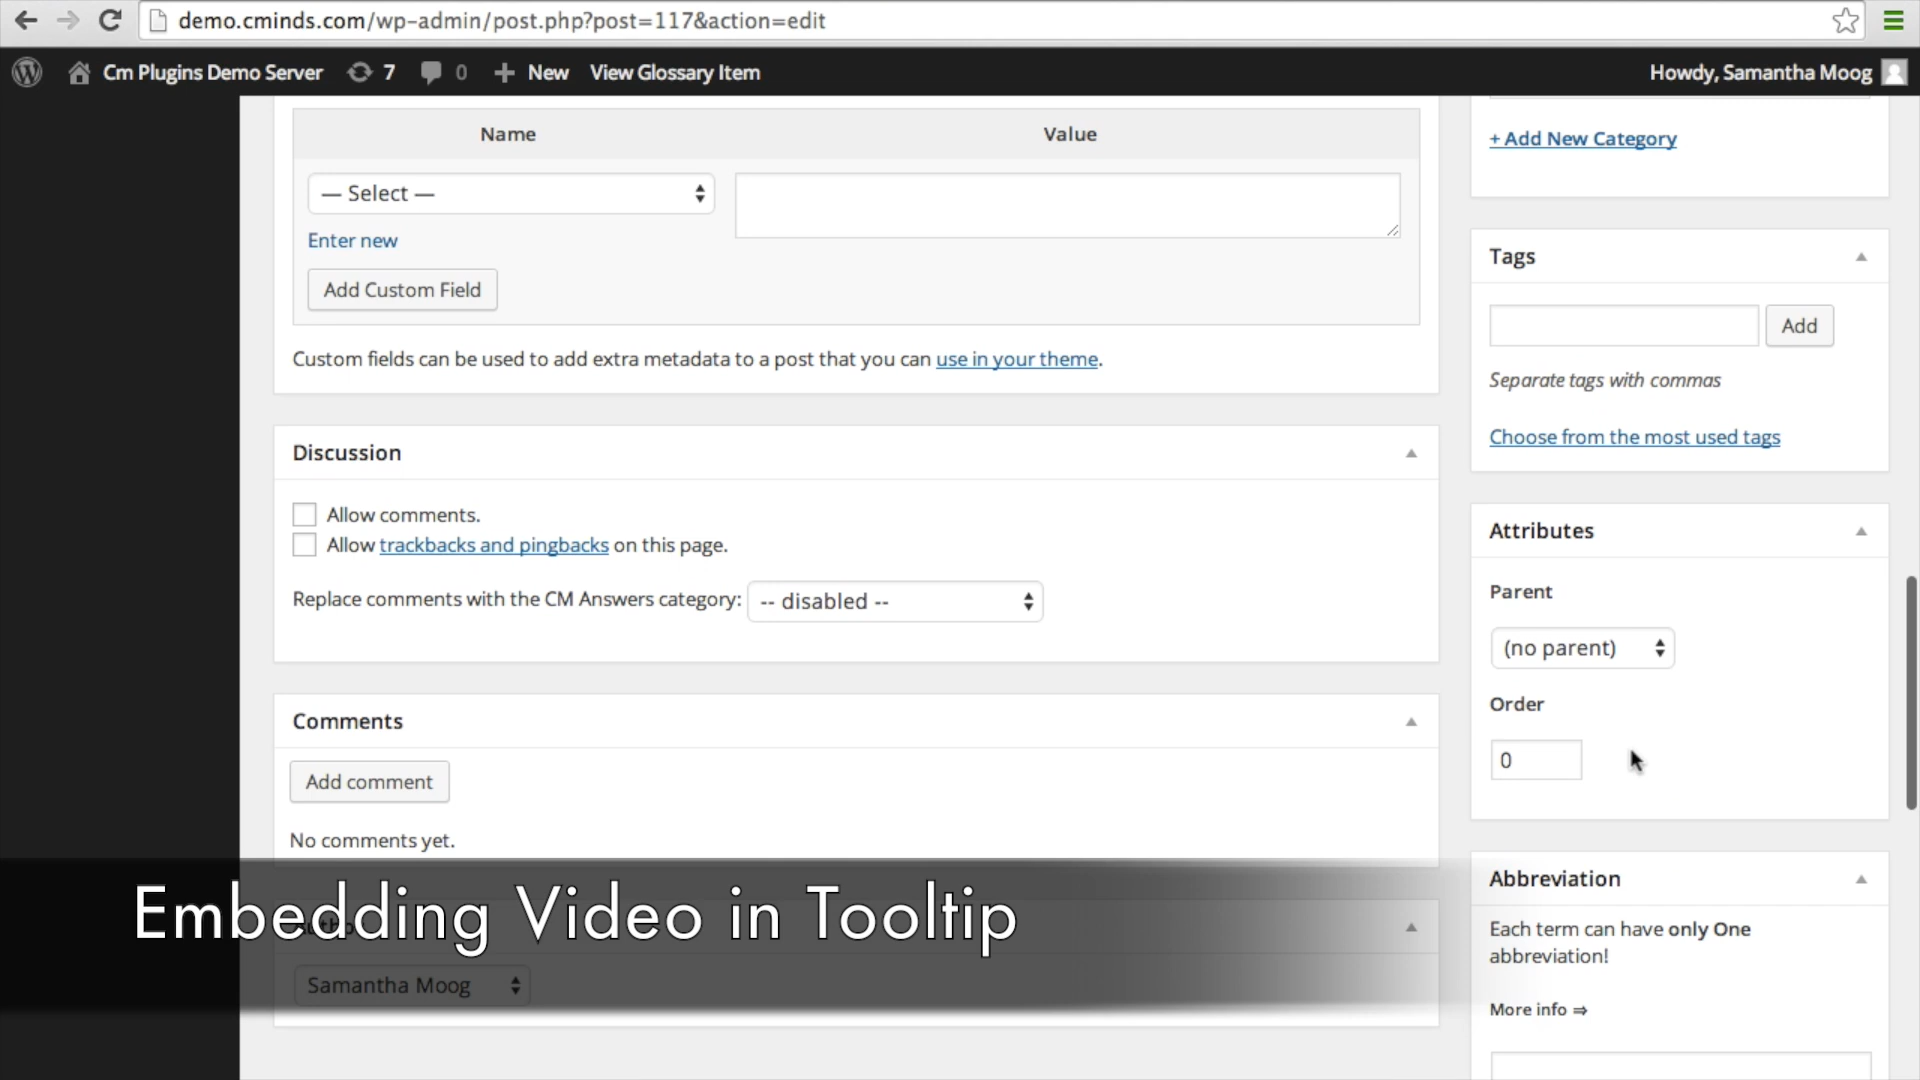 demo.cminds.com/wp-admin/post.php?post=117&action=edit
Cm Plugins Demo Server 7 0 New View Glossary Item Howdy, Samantha Moog
Name Value
— Select —
Enter new
Add Custom Field
Custom fields can be used to add extra metadata to a post that you can use in your theme.
Discussion
Allow comments.
Allow trackbacks and pingbacks on this page.
Replace comments with the CM Answers category: -- disabled --
Comments
Add comment
No comments yet.
Embedding Video in Tooltip
Samantha Moog
+ Add New Category
Tags
Add
Separate tags with commas
Choose from the most used tags
Attributes
Parent
(no parent)
Order
0
Abbreviation
Each term can have only One
abbreviation!
More info ⇒